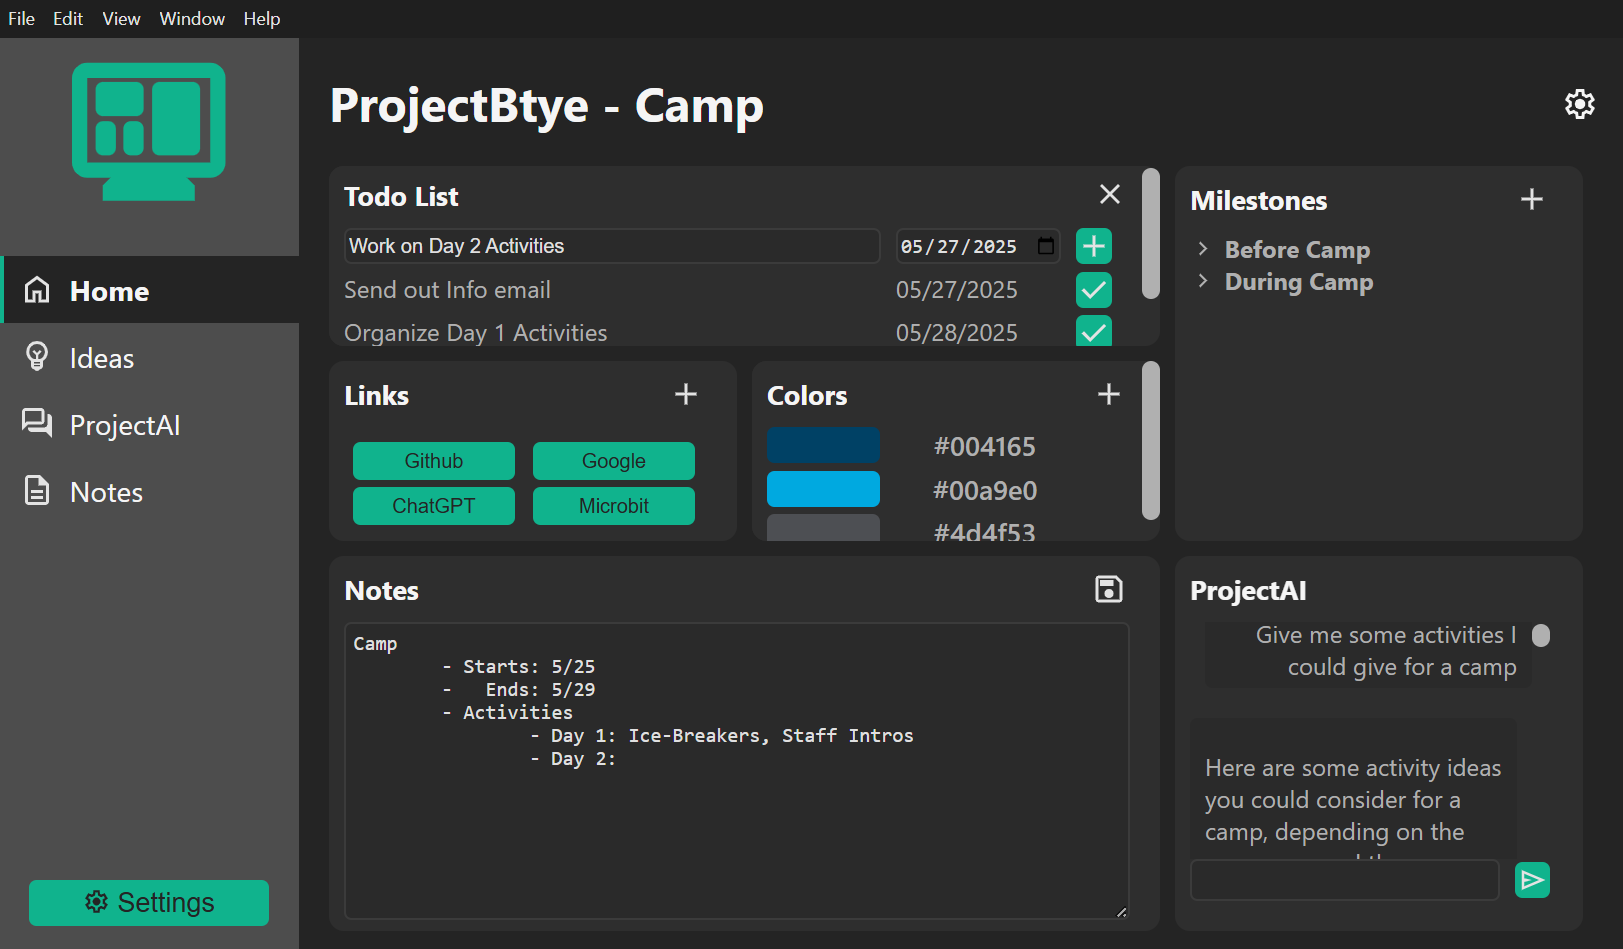 File Edit View Window Help
ProjectBtye - Camp
Home
Ideas
ProjectAI
Notes
Settings
Todo List
Work on Day 2 Activities 05/27/2025
Send out Info email 05/27/2025
Organize Day 1 Activities 05/28/2025
Milestones
Before Camp
During Camp
Links
Github Google
ChatGPT Microbit
Colors
#004165
#00a9e0
#4d4f53
Notes
Camp
- Starts: 5/25
- Ends: 5/29
- Activities
- Day 1: Ice-Breakers, Staff Intros
- Day 2:
ProjectAI
Give me some activities I
could give for a camp
Here are some activity ideas
you could consider for a
camp, depending on the